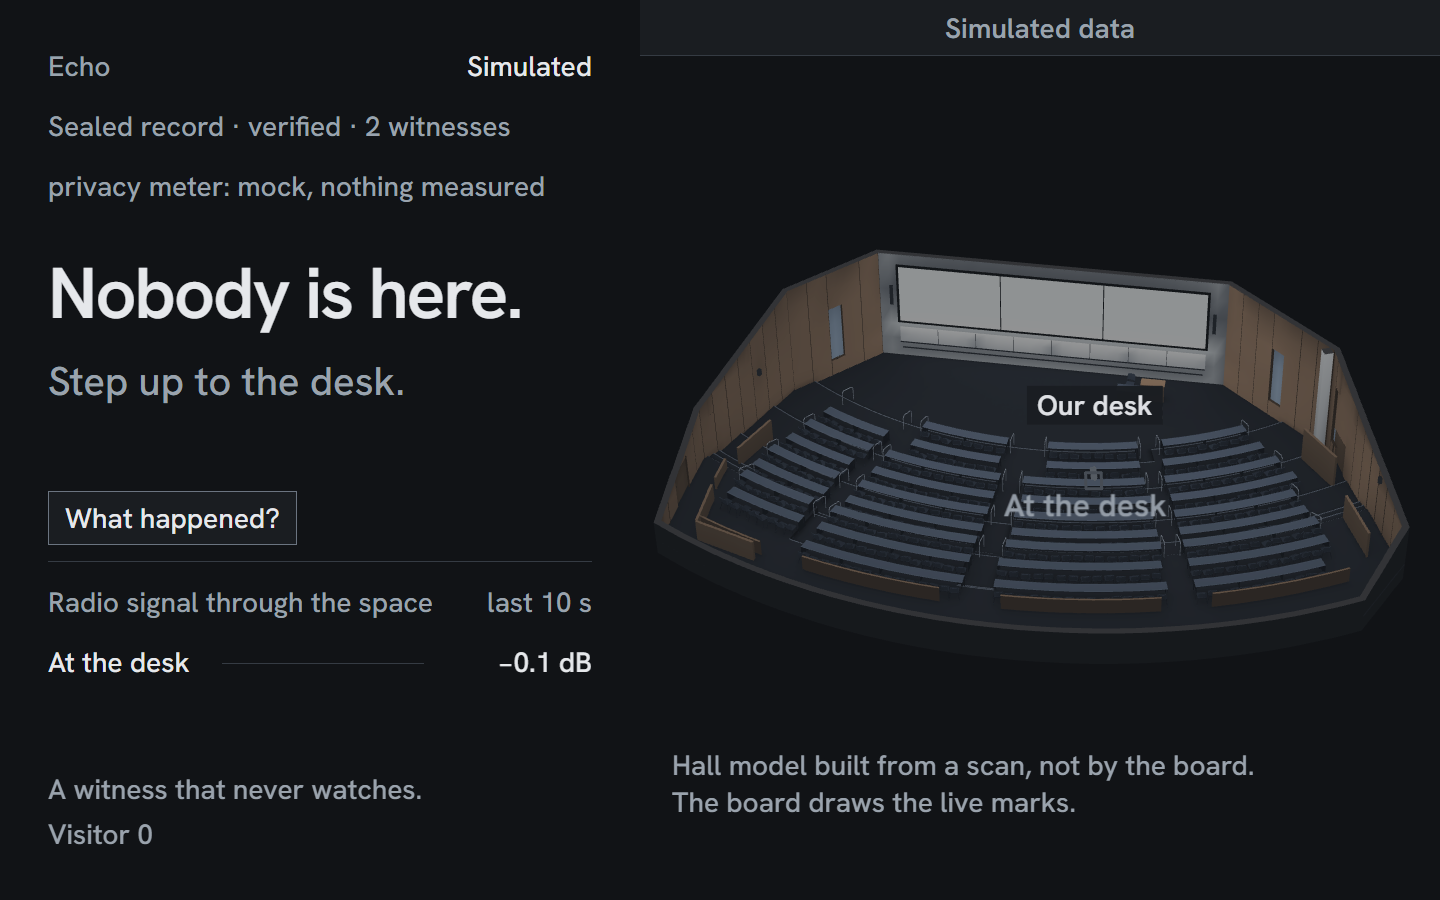 Echo
Simulated
Sealed record · verified · 2 witnesses
privacy meter: mock, nothing measured
Nobody is here.
Step up to the desk.
What happened?
Radio signal through the space
last 10 s
At the desk
−0.1 dB
A witness that never watches.
Visitor 0
Simulated data
Our desk
At the desk
Hall model built from a scan, not by the board.
The board draws the live marks.